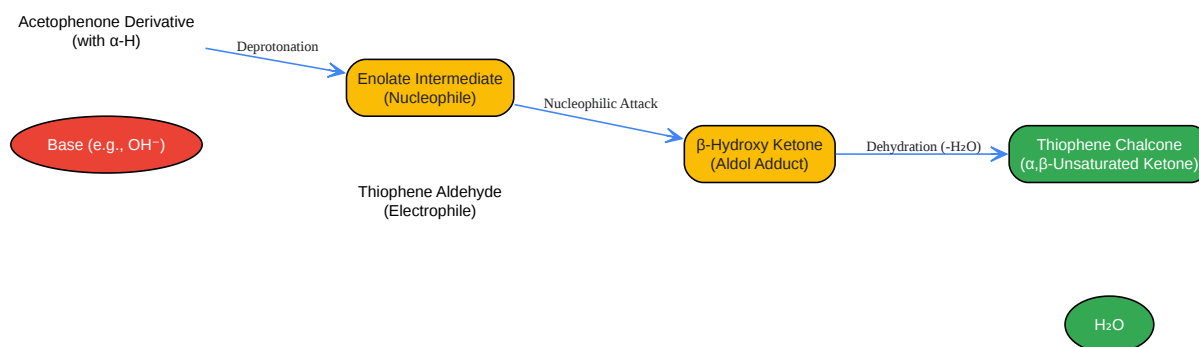 Acetophenone Derivative
(with α-H)
Deprotonation
Base (e.g., OH⁻)
Enolate Intermediate
(Nucleophile)
Nucleophilic Attack
Thiophene Aldehyde
(Electrophile)
β-Hydroxy Ketone
(Aldol Adduct)
Dehydration (-H₂O)
Thiophene Chalcone
(α,β-Unsaturated Ketone)
H₂O